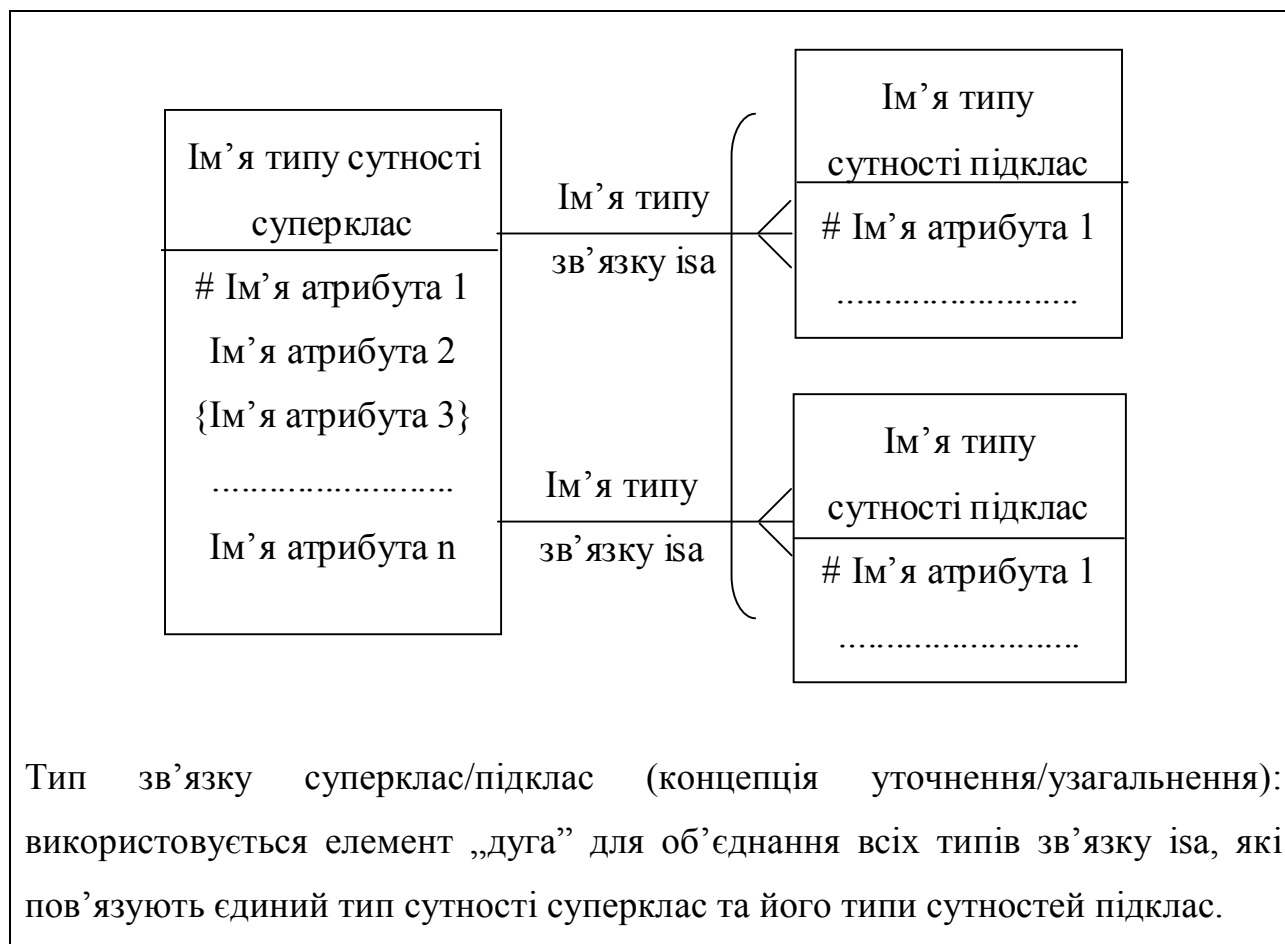 Ім’я типу сутності
суперклас
# Ім’я атрибута 1
Ім’я атрибута 2
{Ім’я атрибута 3}
..........................
Ім’я атрибута n
Ім’я типу
зв’язку isa
Ім’я типу
зв’язку isa
Ім’я типу
сутності підклас
# Ім’я атрибута 1
..........................
Ім’я типу
сутності підклас
# Ім’я атрибута 1
..........................
Тип зв’язку суперклас/підклас (концепція уточнення/узагальнення):
використовується елемент „дуга” для об’єднання всіх типів зв’язку isa, які
пов’язують єдиний тип сутності суперклас та його типи сутностей підклас.